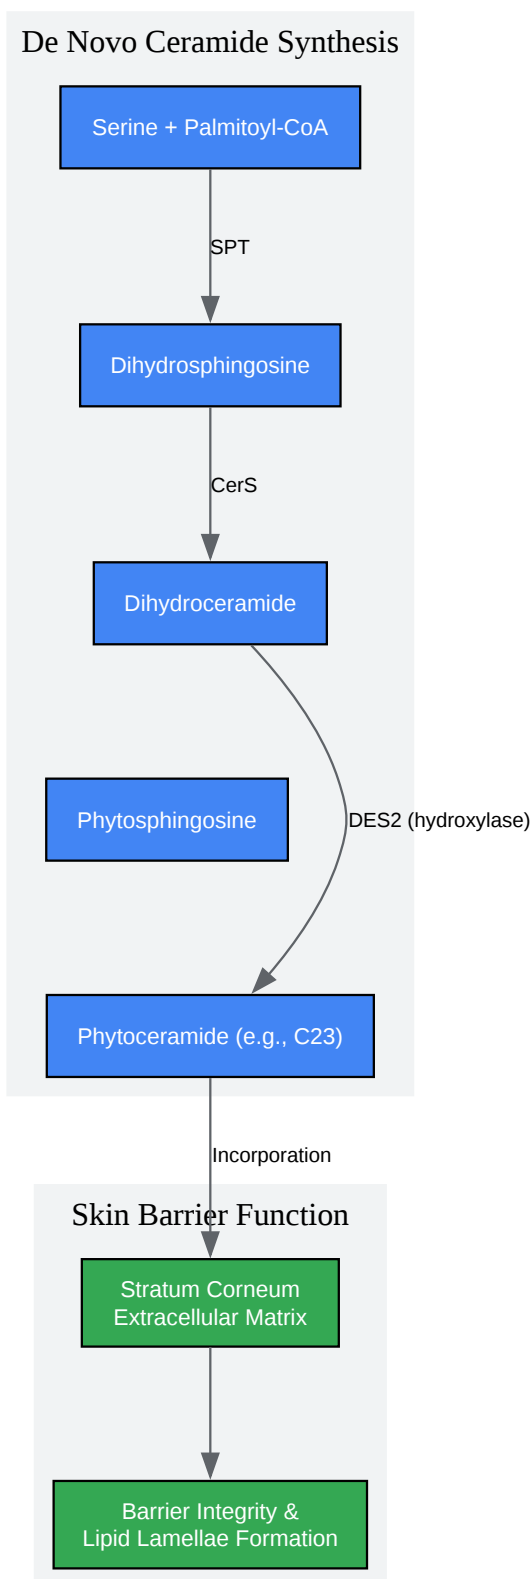 De Novo Ceramide Synthesis
Serine + Palmitoyl-CoA
SPT
Dihydrosphingosine
CerS
Dihydroceramide
Phytosphingosine
DES2 (hydroxylase)
Phytoceramide (e.g., C23)
Incorporation
Skin Barrier Function
Stratum Corneum
Extracellular Matrix
Barrier Integrity &
Lipid Lamellae Formation